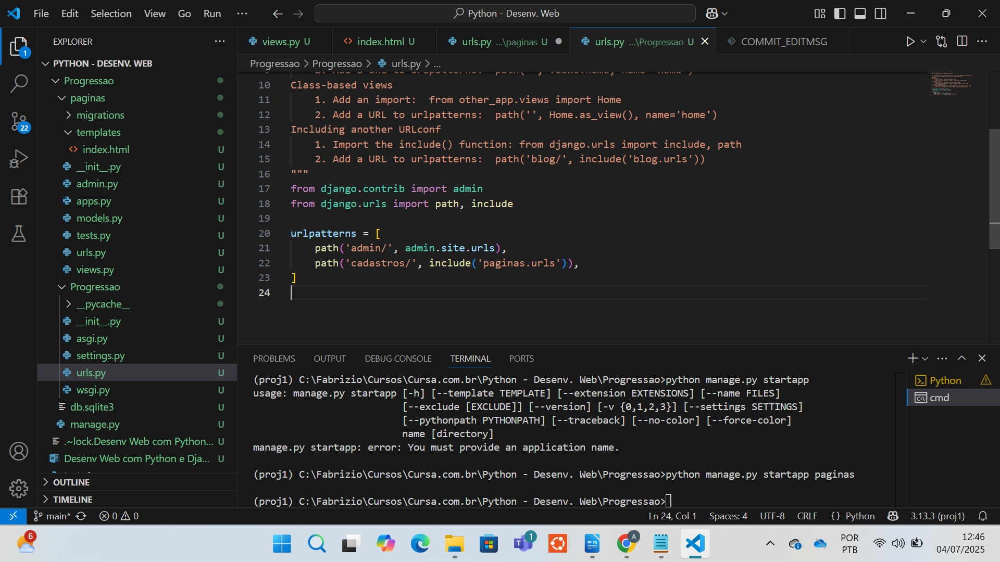 File Edit Selection View Go Run ···
Python - Desenv. Web
EXPLORER
PYTHON - DESENV. WEB
Progressao
paginas
migrations
templates
index.html U
__init__.py U
admin.py U
apps.py U
models.py U
tests.py U
urls.py U
views.py U
Progressao
__pycache__
__init__.py U
asgi.py U
settings.py U
urls.py U
wsgi.py U
db.sqlite3 U
manage.py U
.~lock.Desenv Web com Python... U
Desenv Web com Python e Dja... U
OUTLINE
TIMELINE
1
22
views.py U
index.html U
urls.py ...\paginas U
urls.py ...\Progressao U
COMMIT_EDITMSG
Progressao > Progressao > urls.py > ...
10 Class-based views
11 1. Add an import:  from other_app.views import Home
12 2. Add a URL to urlpatterns:  path('', Home.as_view(), name='home')
13 Including another URLconf
14 1. Import the include() function: from django.urls import include, path
15 2. Add a URL to urlpatterns:  path('blog/', include('blog.urls'))
16 """
17 from django.contrib import admin
18 from django.urls import path, include
19
20 urlpatterns = [
21 path('admin/', admin.site.urls),
22 path('cadastros/', include('paginas.urls')),
23 ]
24
PROBLEMS OUTPUT DEBUG CONSOLE TERMINAL PORTS
(proj1) C:\Fabrizio\Cursos\Cursa.com.br\Python - Desenv. Web\Progressao>python manage.py startapp
usage: manage.py startapp [-h] [--template TEMPLATE] [--extension EXTENSIONS] [--name FILES]
[--exclude [EXCLUDE]] [--version] [-v {0,1,2,3}] [--settings SETTINGS]
[--pythonpath PYTHONPATH] [--traceback] [--no-color] [--force-color]
name [directory]
manage.py startapp: error: You must provide an application name.
(proj1) C:\Fabrizio\Cursos\Cursa.com.br\Python - Desenv. Web\Progressao>python manage.py startapp paginas
(proj1) C:\Fabrizio\Cursos\Cursa.com.br\Python - Desenv. Web\Progressao>
Python
cmd
main* 0 0
Ln 24, Col 1 Spaces: 4 UTF-8 CRLF {} Python 3.13.3 (proj1)
6
1
A
POR
PTB
12:46
04/07/2025